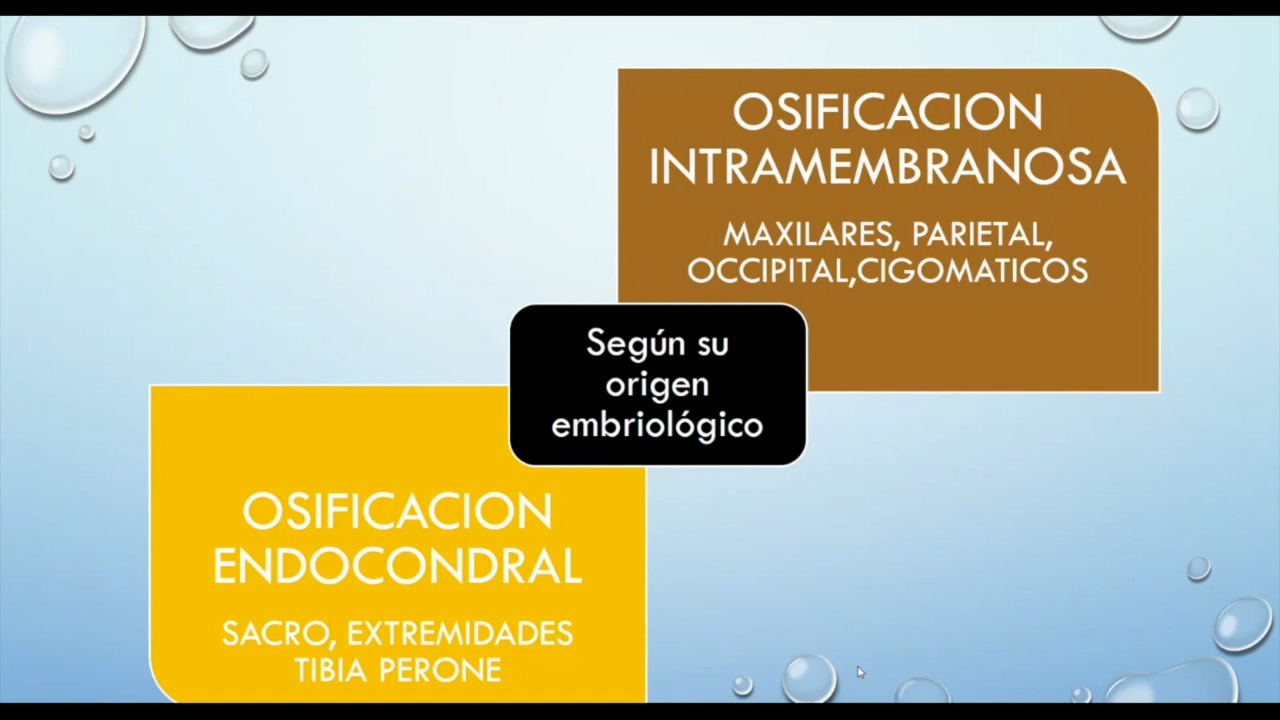 OSIFICACION
INTRAMEMBRANOSA
MAXILARES, PARIETAL,
OCCIPITAL,CIGOMATICOS
Según su
origen
embriológico
OSIFICACION
ENDOCONDRAL
SACRO, EXTREMIDADES
TIBIA PERONE